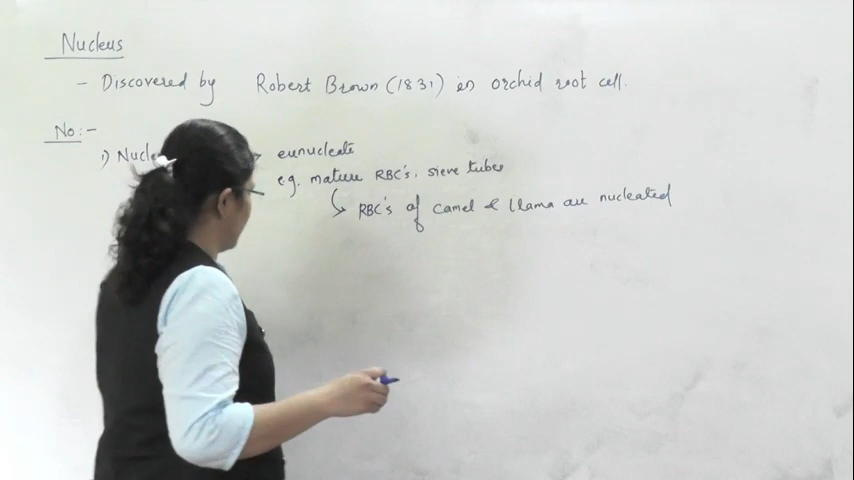 Nucleus
- Discovered by Robert Brown (1831) in orchid root cell.
No:-
1) Nucle eunucleate
e.g. mature RBC's, sieve tubes
RBC's of Camel & Llama are nucleated